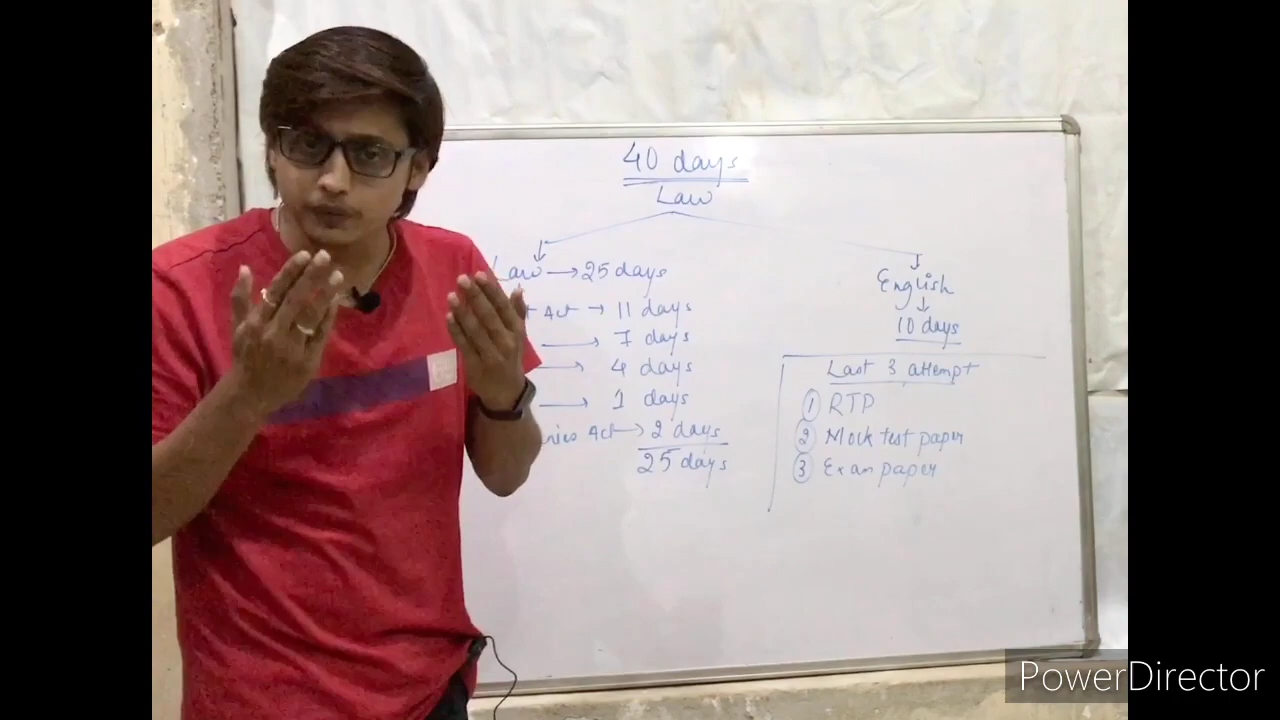 40 days
Law
Law → 25 days
Act → 11 days
→ 7 days
→ 4 days
→ 1 days
Act → 2 days
25 days
English
10 days
Last 3 attempt
1 RTP
2 Mock test paper
3 Exam paper
PowerDirector